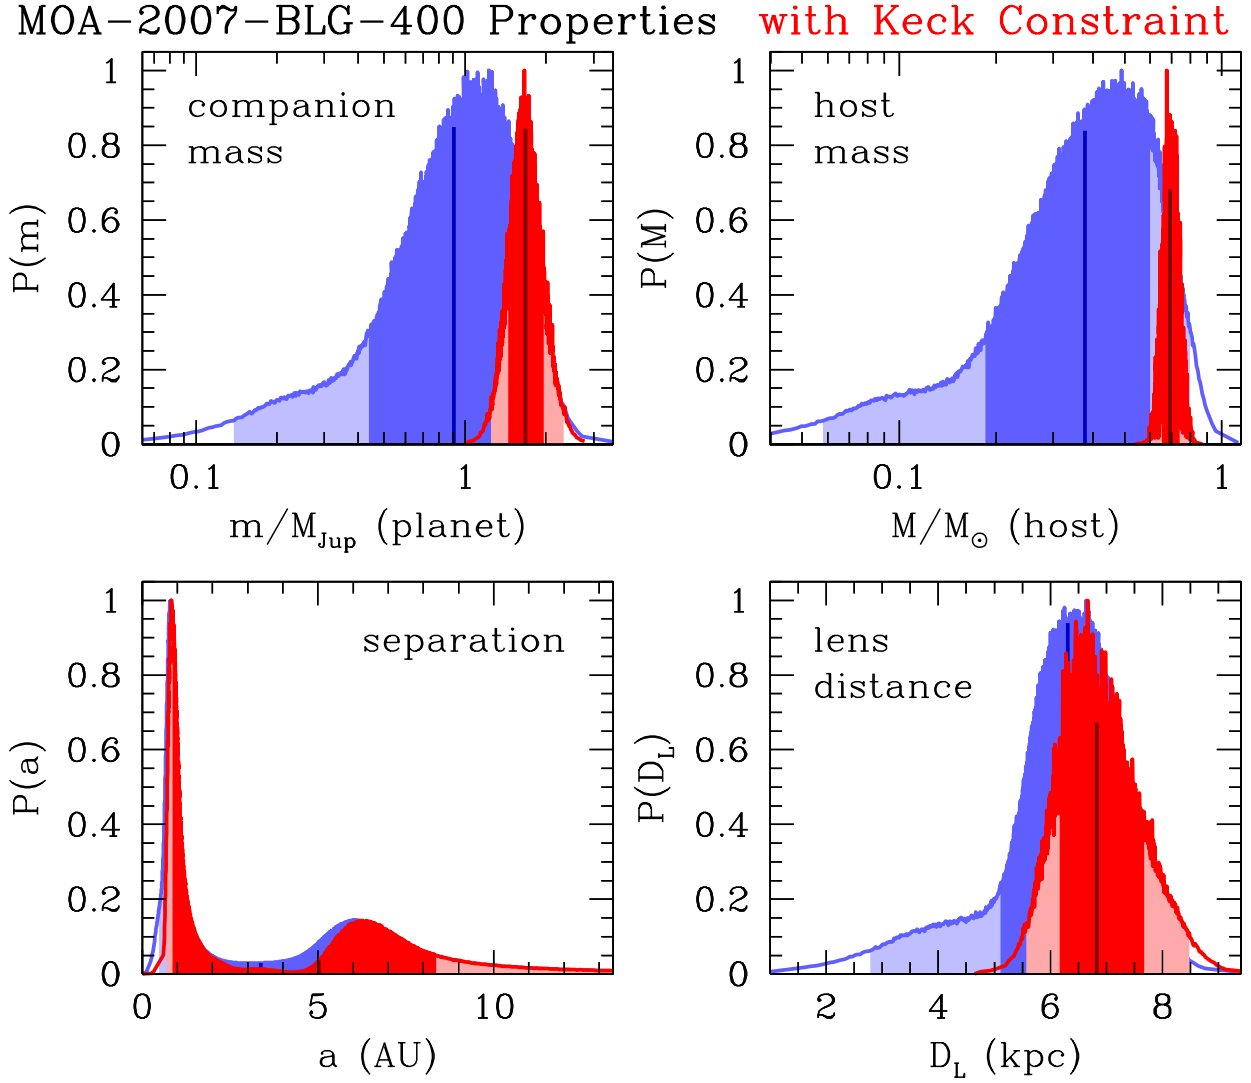 MOA-2007-BLG-400 Properties with Keck Constraint
companion
mass
P(m)
1
0.8
0.6
0.4
0.2
0
0.1 1
m/M_Jup (planet)
host
mass
P(M)
1
0.8
0.6
0.4
0.2
0
0.1 1
M/M_⊙ (host)
separation
P(a)
1
0.8
0.6
0.4
0.2
0
0 5 10
a (AU)
lens
distance
P(D_L)
1
0.8
0.6
0.4
0.2
0
2 4 6 8
D_L (kpc)